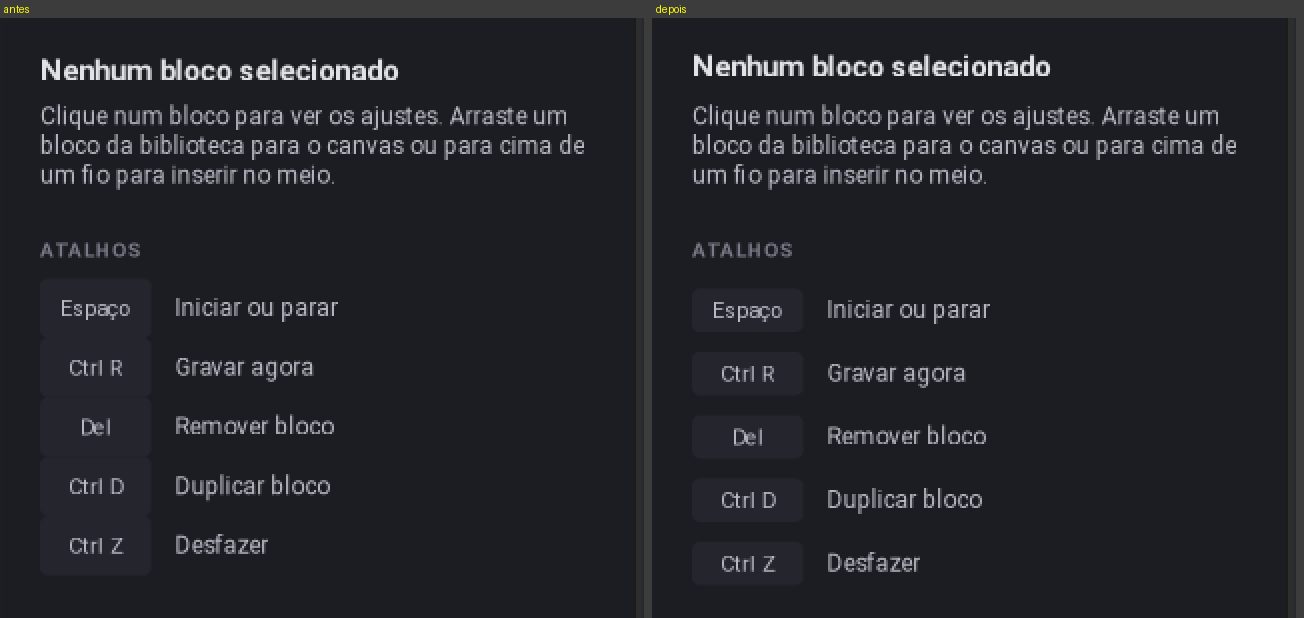 antes
Nenhum bloco selecionado
Clique num bloco para ver os ajustes. Arraste um
bloco da biblioteca para o canvas ou para cima de
um fio para inserir no meio.
ATALHOS
Espaço Iniciar ou parar
Ctrl R Gravar agora
Del Remover bloco
Ctrl D Duplicar bloco
Ctrl Z Desfazer
depois
Nenhum bloco selecionado
Clique num bloco para ver os ajustes. Arraste um
bloco da biblioteca para o canvas ou para cima de
um fio para inserir no meio.
ATALHOS
Espaço Iniciar ou parar
Ctrl R Gravar agora
Del Remover bloco
Ctrl D Duplicar bloco
Ctrl Z Desfazer